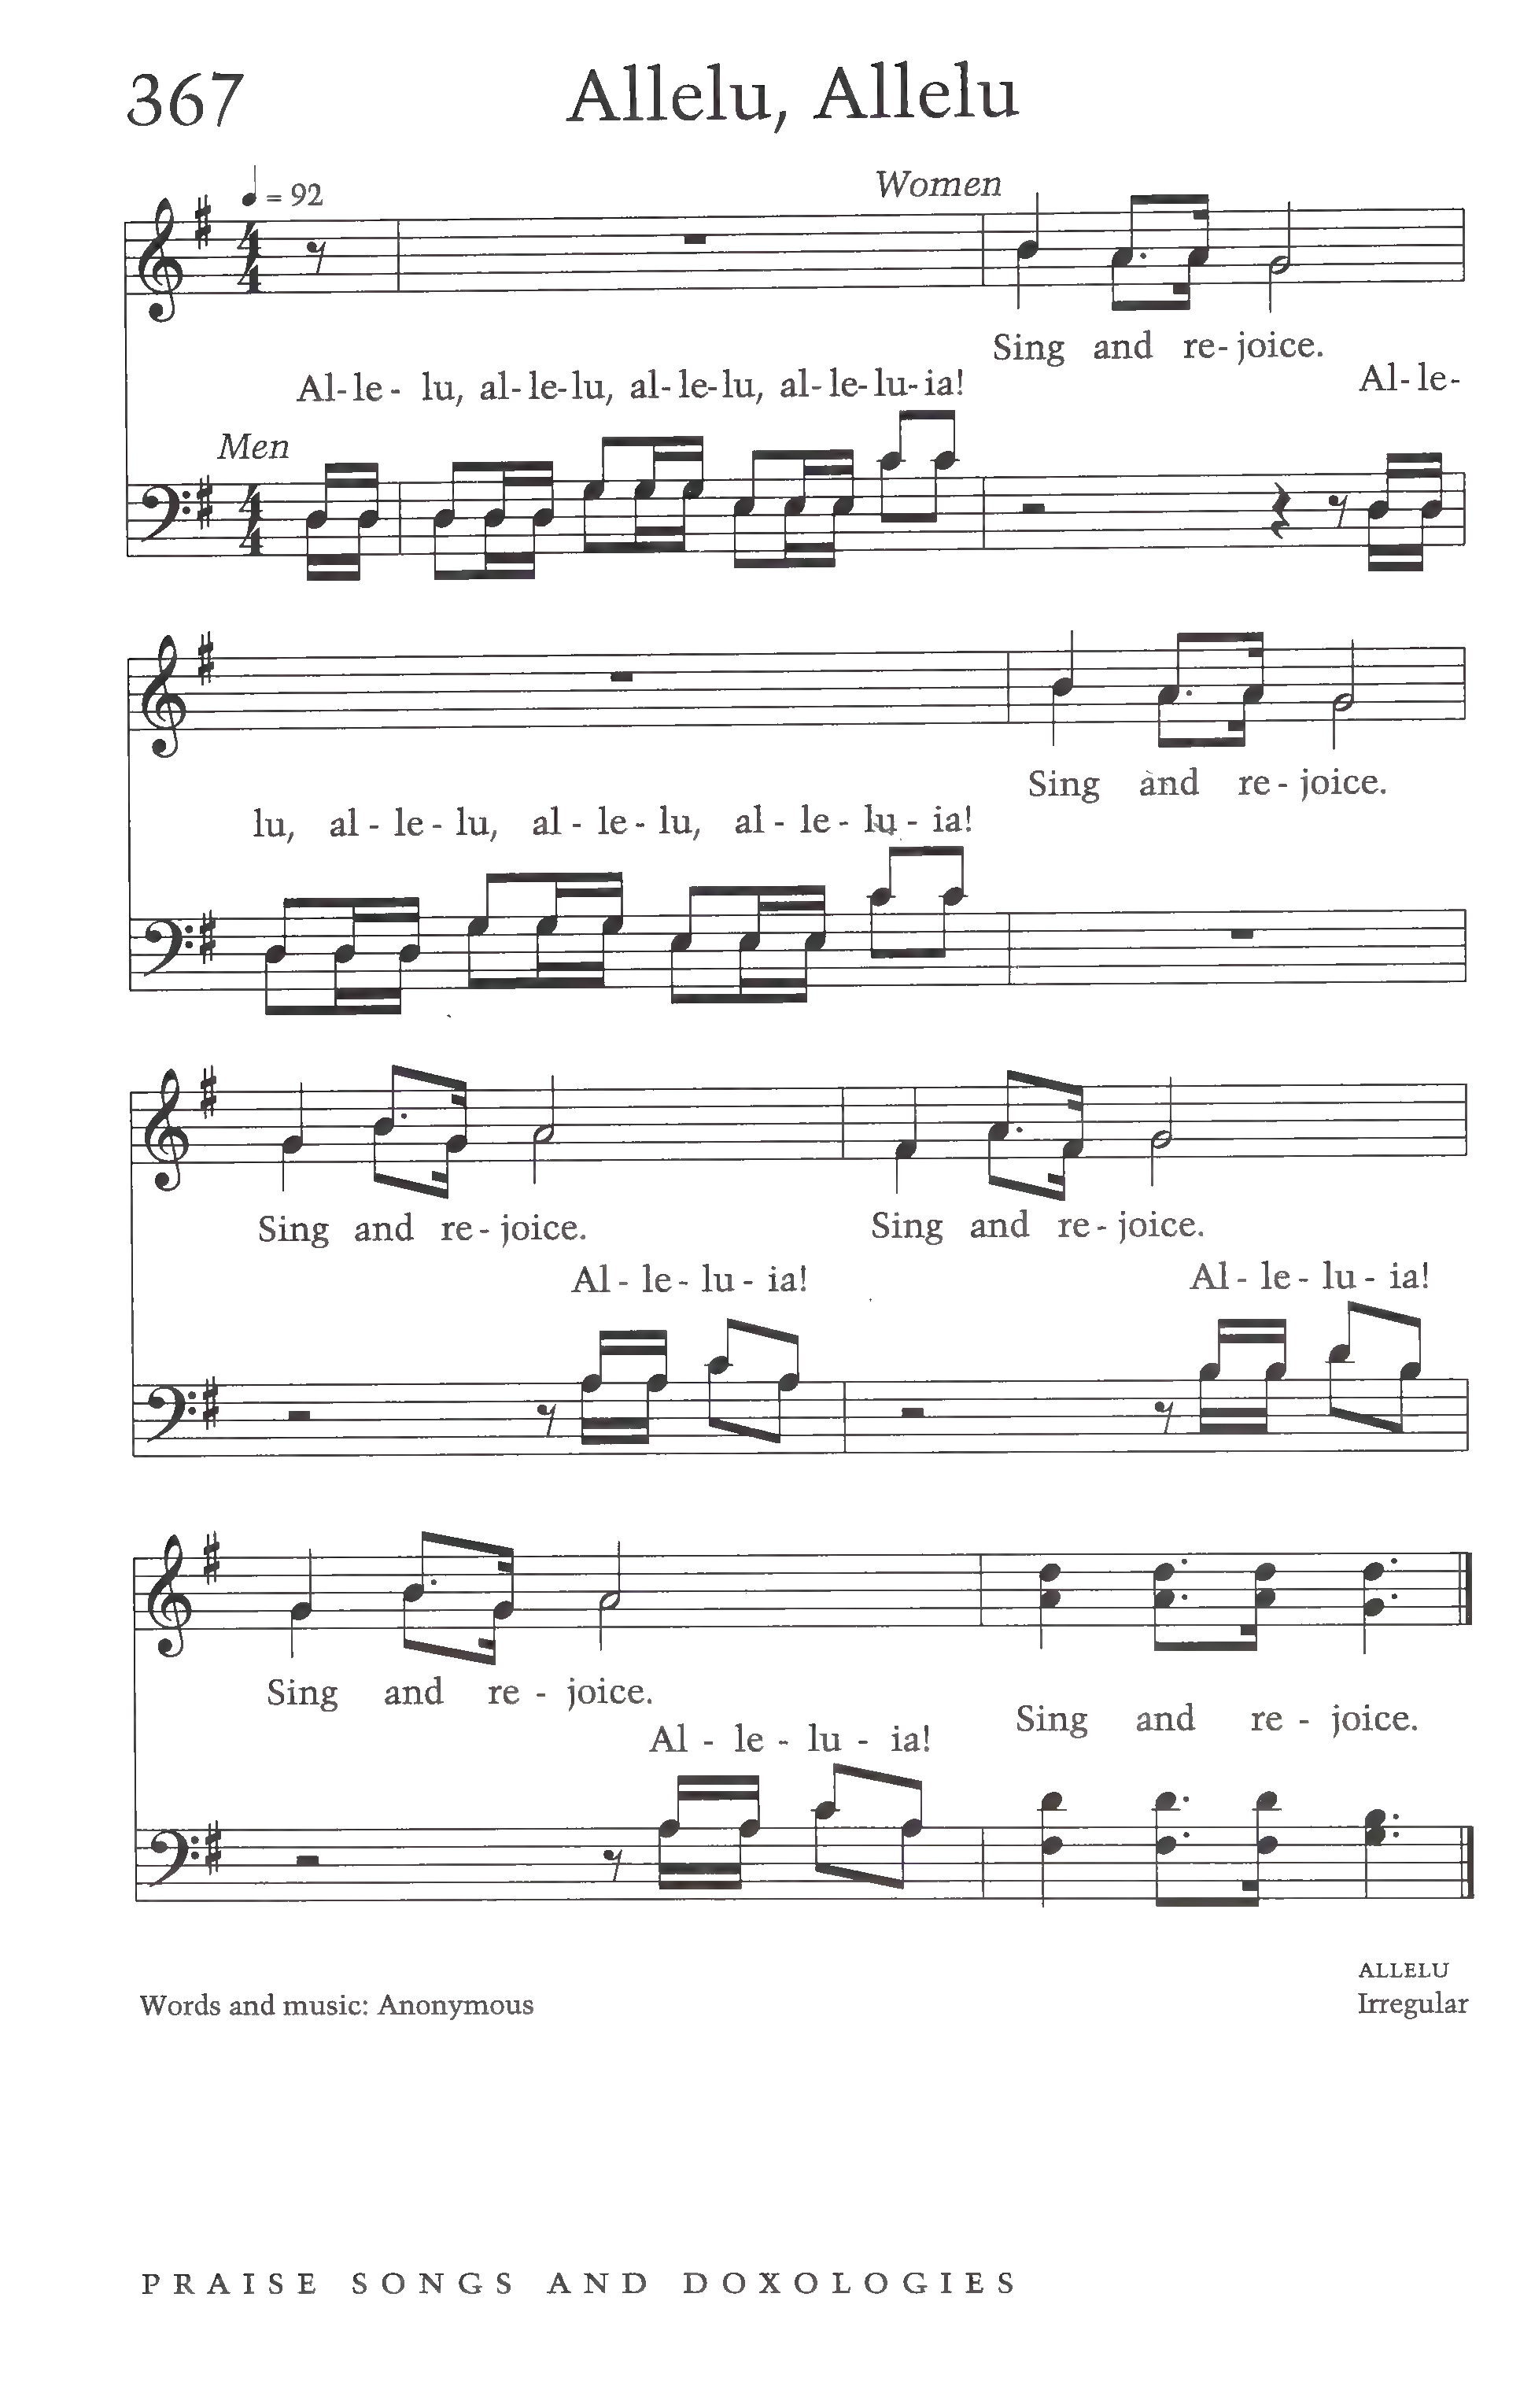 367
Allelu, Allelu
= 92
Women
Sing and re-joice.
Al-le- lu, al-le-lu, al-le-lu, al-le-lu-ia! Al-le-
Men
Sing and re-joice.
lu, al-le-lu, al-le-lu, al-le-lu-ia!
Sing and re-joice. Sing and re-joice.
Al-le-lu-ia! Al-le-lu-ia!
Sing and re-joice.
Al-le-lu-ia! Sing and re-joice.
ALLELU
Words and music: Anonymous Irregular
PRAISE SONGS AND DOXOLOGIES